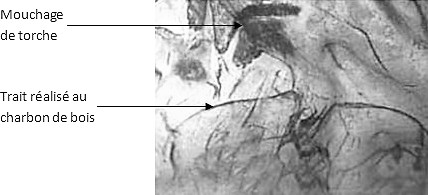 Mouchage
de torche
Trait réalisé au
charbon de bois